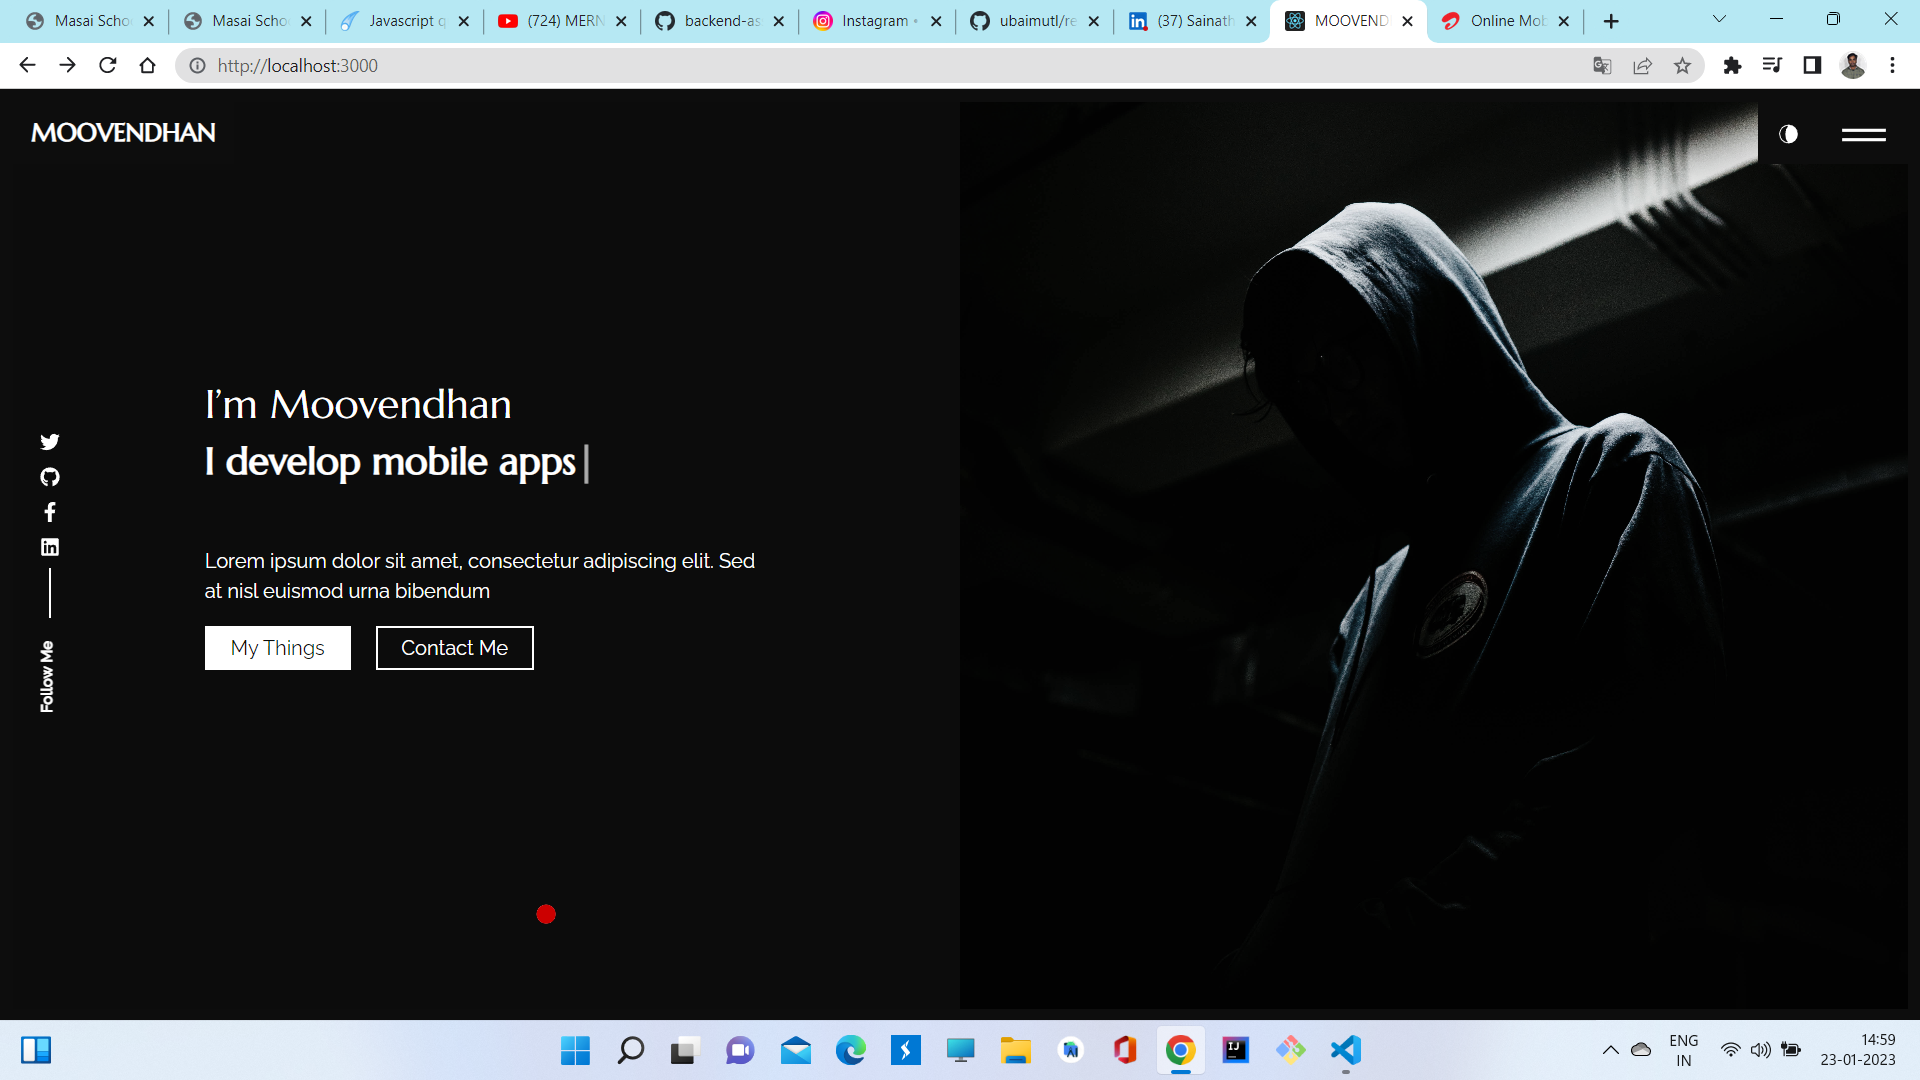 Masai Scho
Masai Scho
Javascript q
(724) MERN
backend-as
Instagram •
ubaimutl/re
(37) Sainath
MOOVEND
Online Mob
http://localhost:3000
MOOVENDHAN
I’m Moovendhan
I develop mobile apps
Lorem ipsum dolor sit amet, consectetur adipiscing elit. Sed
at nisl euismod urna bibendum
My Things
Contact Me
Follow Me
ENG
IN
14:59
23-01-2023